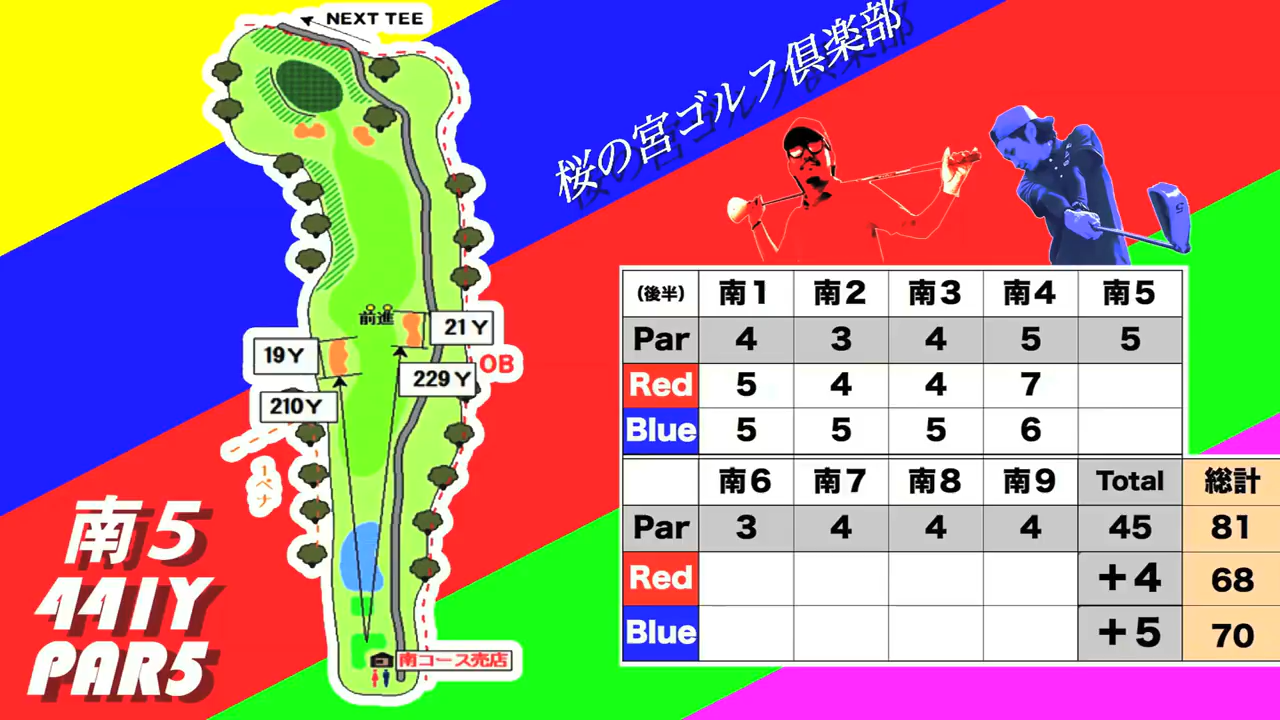 NEXT TEE
桜の宮ゴルフ倶楽部
前進
21Y
19Y
OB
229Y
210Y
1ペナ
南コース売店
南5
441Y
PAR5
(後半) 南1 南2 南3 南4 南5
Par 4 3 4 5 5
Red 5 4 4 7
Blue 5 5 5 6
南6 南7 南8 南9 Total 総計
Par 3 4 4 4 45 81
Red +4 68
Blue +5 70